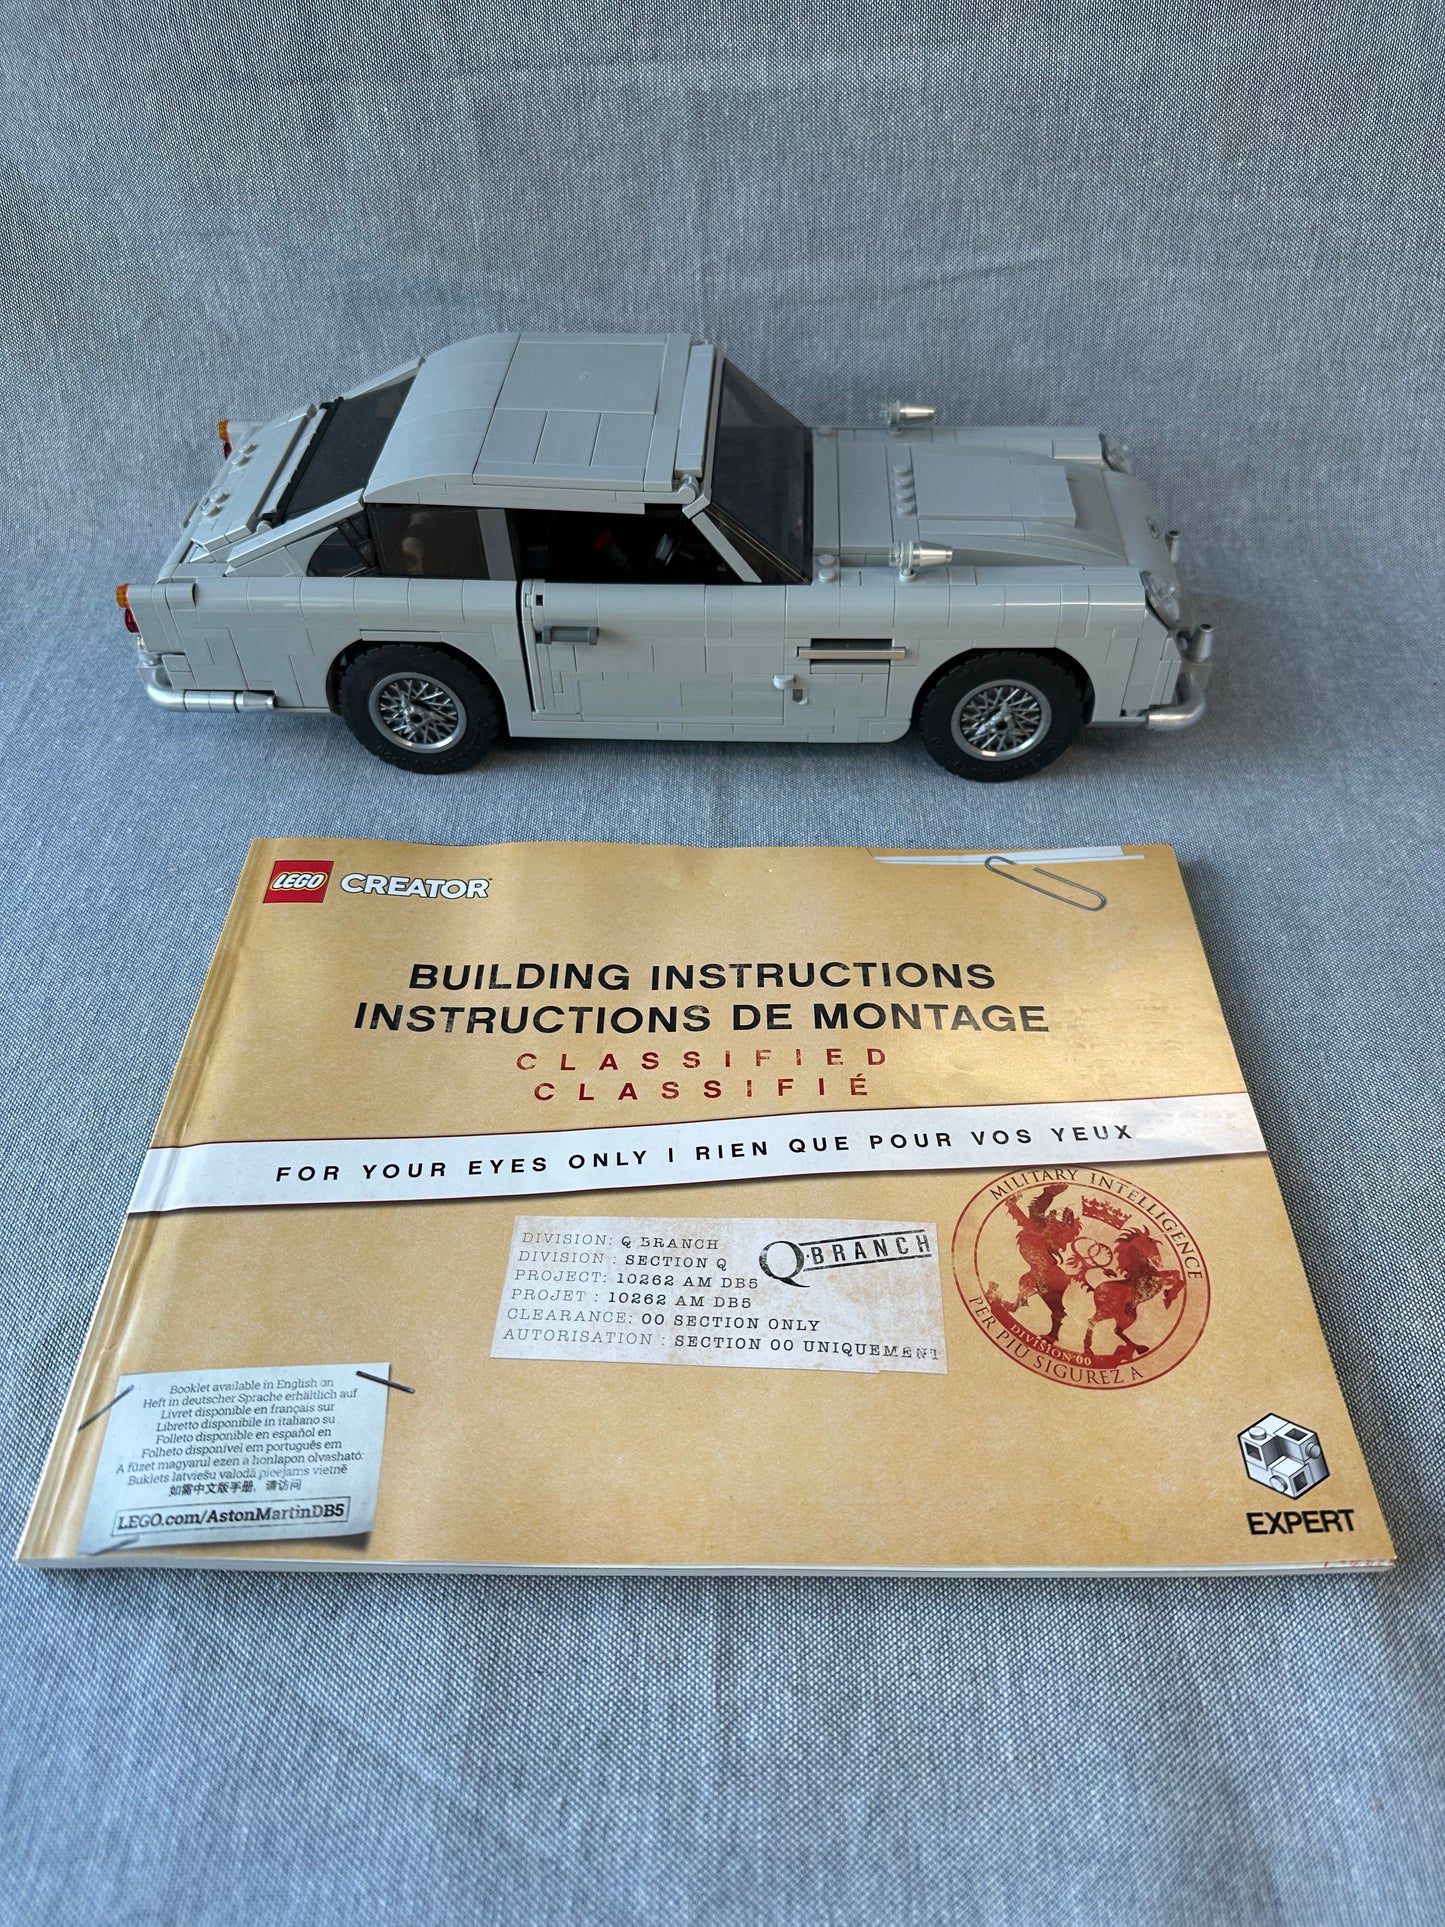 LEGO CREATOR
BUILDING INSTRUCTIONS
INSTRUCTIONS DE MONTAGE
CLASSIFIED
CLASSIFIÉ
FOR YOUR EYES ONLY | RIEN QUE POUR VOS YEUX
MILITARY INTELLIGENCE
PER PIU SIGUREZA
DIVISION 00
DIVISION: Q BRANCH
DIVISION : SECTION Q
PROJECT: 10262 AM DB5
PROJET : 10262 AM DB5
CLEARANCE: 00 SECTION ONLY
AUTORISATION : SECTION 00 UNIQUEMENT
Q·BRANCH
Booklet available in English on
Heft in deutscher Sprache erhältlich auf
Livret disponible en français sur
Libretto disponibile in italiano su
Folleto disponible en español en
Folheto disponível em português em
A füzet magyarul ezen a honlapon olvasható:
Buklets latviešu valodā pieejams vietnē
如需中文版手册，请访问
LEGO.com/AstonMartinDB5
EXPERT